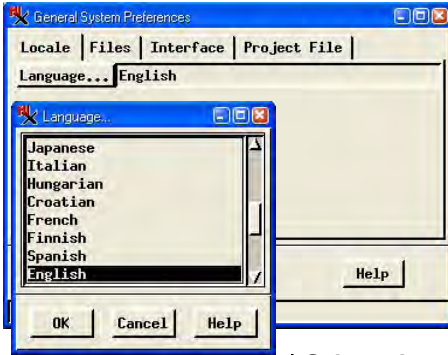 General System Preferences
Locale Files Interface Project File
Language... English
Language...
Japanese
Italian
Hungarian
Croatian
French
Finnish
Spanish
English
Help
OK Cancel Help